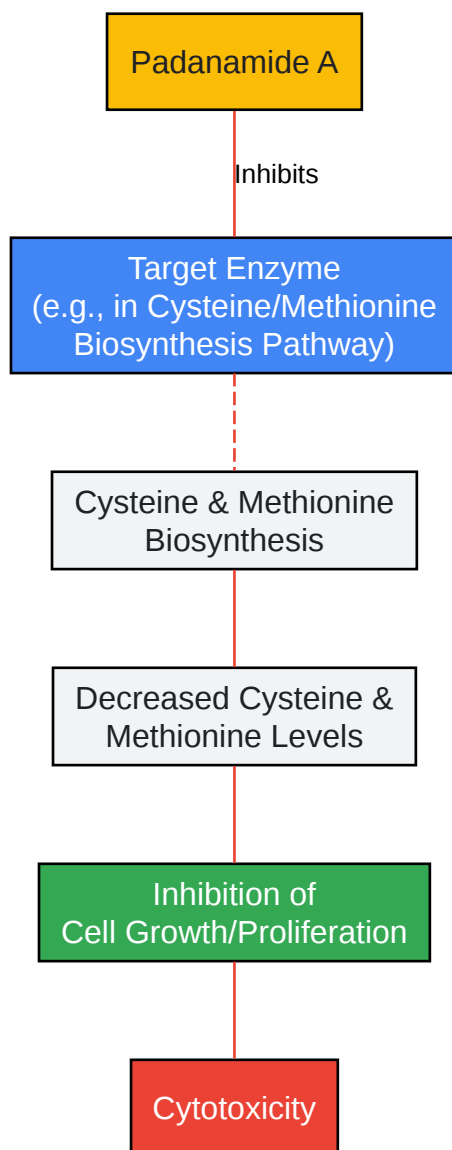 Padanamide A
Inhibits
Target Enzyme
(e.g., in Cysteine/Methionine
Biosynthesis Pathway)
Cysteine & Methionine
Biosynthesis
Decreased Cysteine &
Methionine Levels
Inhibition of
Cell Growth/Proliferation
Cytotoxicity